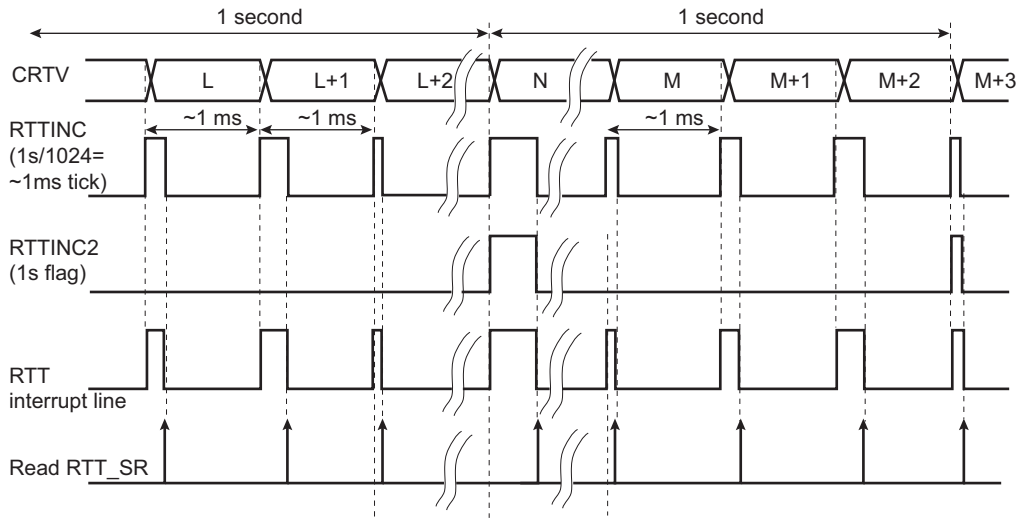 1 second 1 second
CRTV L L+1 L+2 N M M+1 M+2 M+3
~1 ms ~1 ms ~1 ms
RTTINC
(1s/1024=
~1ms tick)
RTTINC2
(1s flag)
RTT
interrupt line
Read RTT_SR